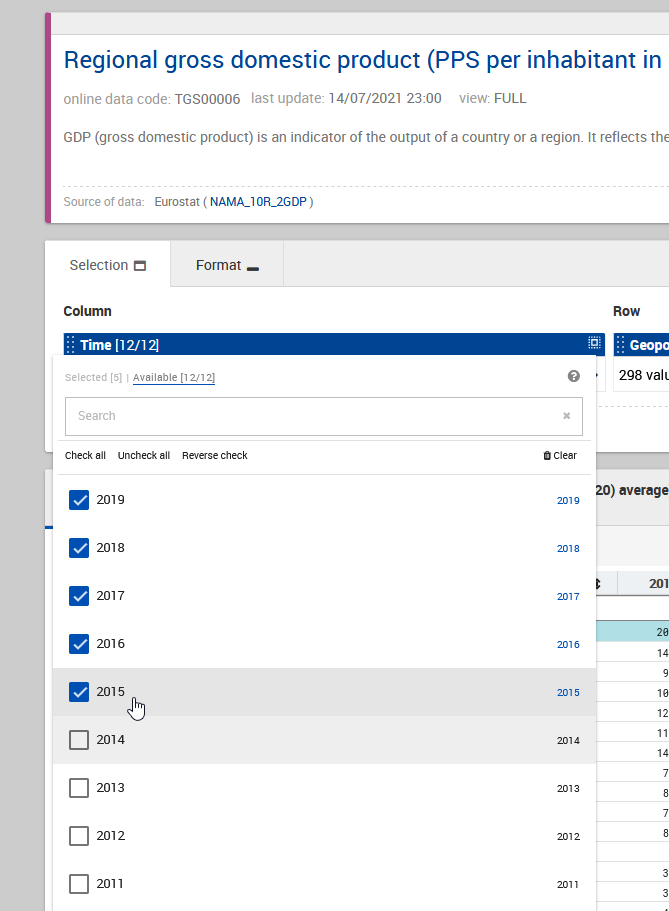 Regional gross domestic product (PPS per inhabitant in
online data code: TGS00006 last update: 14/07/2021 23:00 view: FULL
GDP (gross domestic product) is an indicator of the output of a country or a region. It reflects the
Source of data: Eurostat ( NAMA_10R_2GDP )
Selection Format
Column Row
Time [12/12] Geopo
Selected [5] | Available [12/12]
298 valu
Search
Check all Uncheck all Reverse check Clear
20) average
2019 2019
2018 2018
2017 2017
201
2016 2016
20
14
9
2015 2015
10
12
11
2014 2014
14
7
2013 2013
8
7
2012 2012
8
3
2011 2011
3